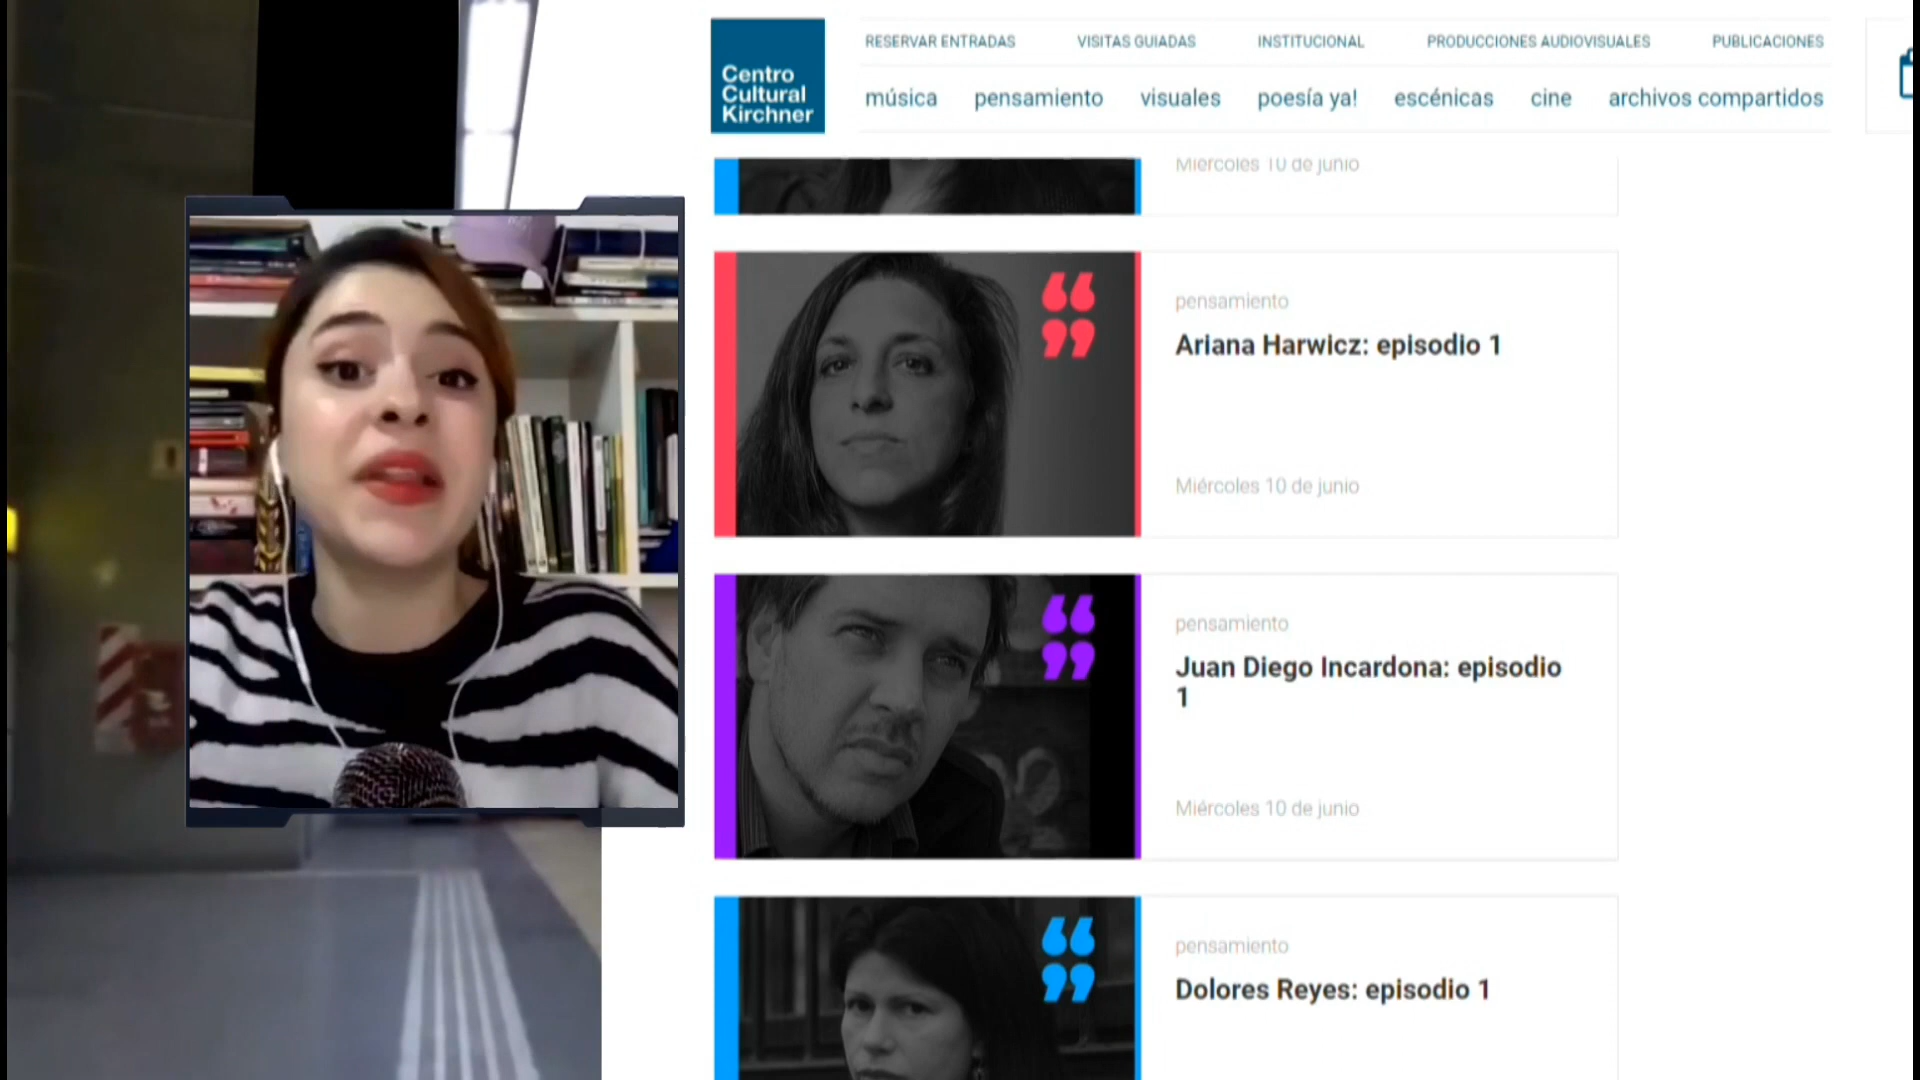 RESERVAR ENTRADAS VISITAS GUIADAS INSTITUCIONAL PRODUCCIONES AUDIOVISUALES PUBLICACIONES
Centro
Cultural
Kirchner
música pensamiento visuales poesía ya! escénicas cine archivos compartidos
Miércoles 10 de junio
pensamiento
Ariana Harwicz: episodio 1
Miércoles 10 de junio
pensamiento
Juan Diego Incardona: episodio
1
Miércoles 10 de junio
pensamiento
Dolores Reyes: episodio 1